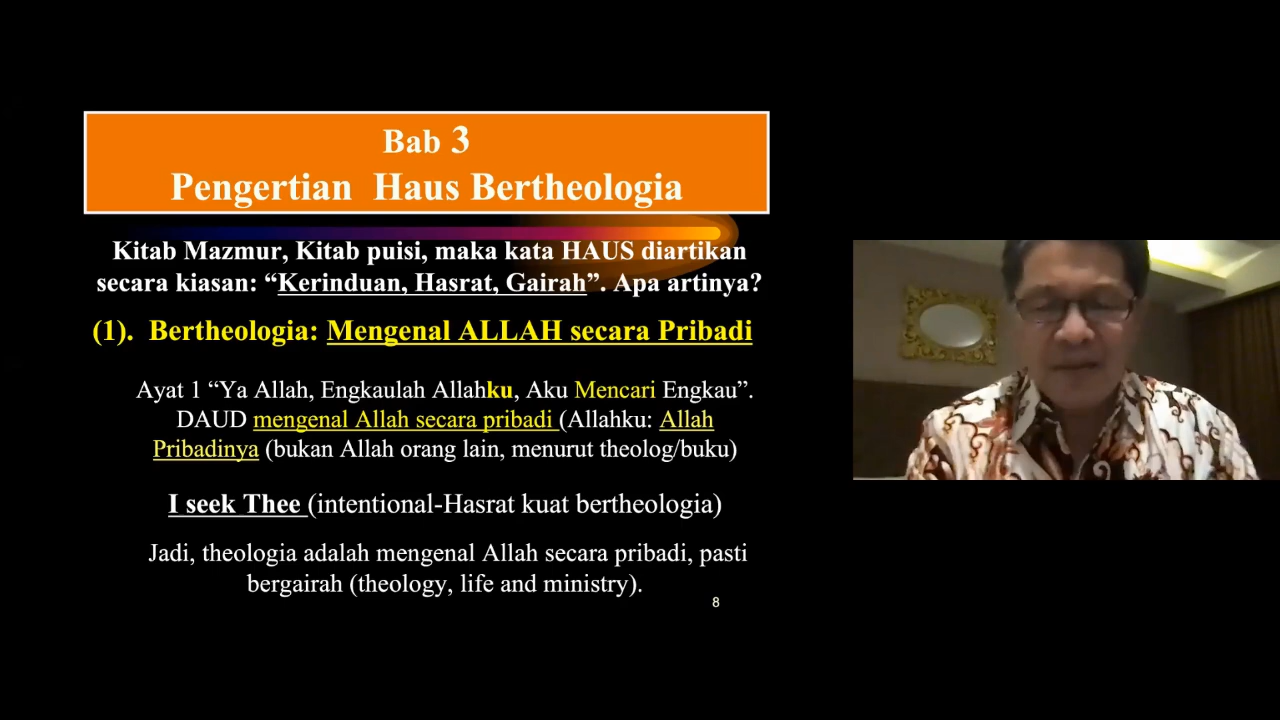 Bab 3
Pengertian Haus Bertheologia
Kitab Mazmur, Kitab puisi, maka kata HAUS diartikan
secara kiasan: “Kerinduan, Hasrat, Gairah”. Apa artinya?
(1). Bertheologia: Mengenal ALLAH secara Pribadi
Ayat 1 “Ya Allah, Engkaulah Allahku, Aku Mencari Engkau”.
DAUD mengenal Allah secara pribadi (Allahku: Allah
Pribadinya (bukan Allah orang lain, menurut theolog/buku)
I seek Thee (intentional-Hasrat kuat bertheologia)
Jadi, theologia adalah mengenal Allah secara pribadi, pasti
bergairah (theology, life and ministry).
8